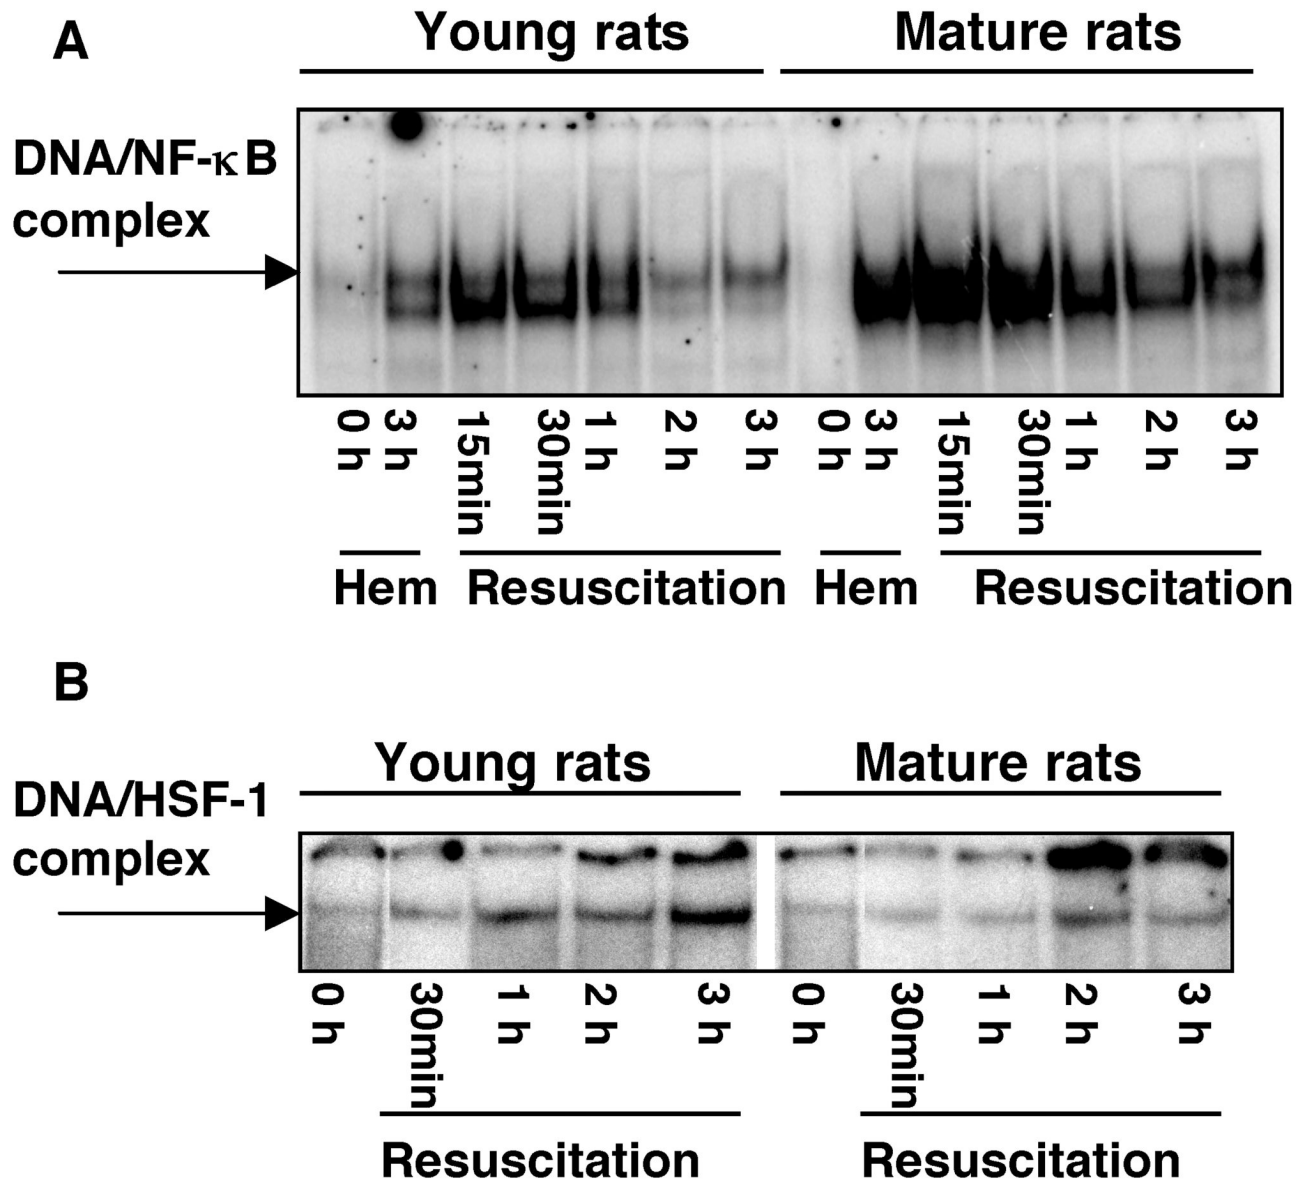 A
Young rats
Mature rats
DNA/NF-κB
complex
0 h
3 h
15min
30min
1 h
2 h
3 h
0 h
3 h
15min
30min
1 h
2 h
3 h
Hem
Resuscitation
Hem
Resuscitation
B
Young rats
Mature rats
DNA/HSF-1
complex
0 h
30min
1 h
2 h
3 h
0 h
30min
1 h
2 h
3 h
Resuscitation
Resuscitation